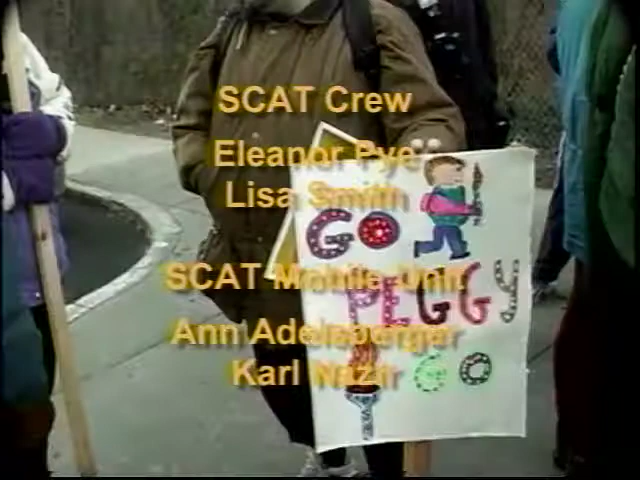 SCAT Crew
Eleanor Pye
Lisa Smith
GO
SCAT Mobile Unit
PEGGY
Ann Adelsberger
Karl Nazir
GO